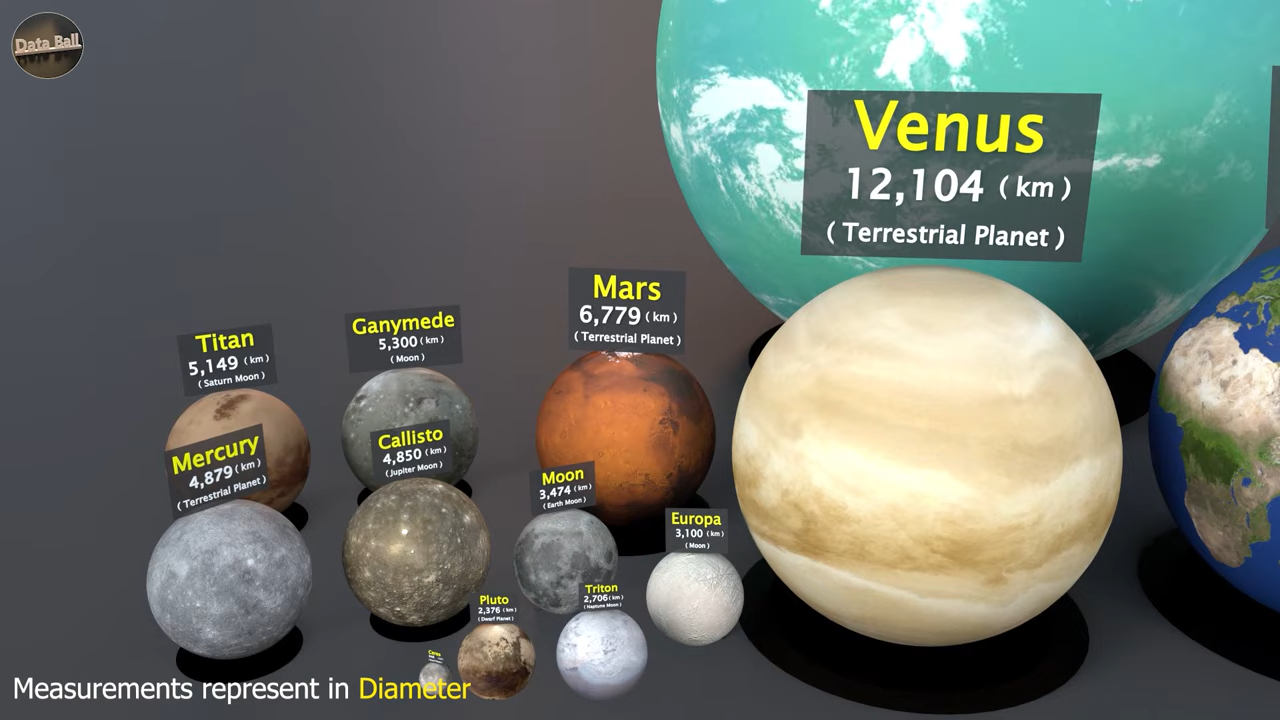 Data Ball
Venus
12,104 ( km )
( Terrestrial Planet )
Mars
6,779 ( km )
( Terrestrial Planet )
Ganymede
5,300 ( km )
( Moon )
Titan
5,149 ( km )
( Saturn Moon )
Mercury
4,879 ( km )
( Terrestrial Planet )
Callisto
4,850 ( km )
( Jupiter Moon )
Moon
3,474 ( km )
( Earth Moon )
Europa
3,100 ( km )
( Moon )
Triton
2,706 ( km )
( Neptune Moon )
Pluto
2,376 ( km )
( Dwarf Planet )
Ceres
Measurements represent in Diameter